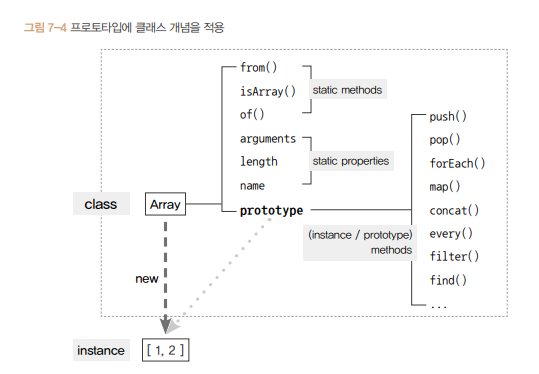 그림 7-4 프로토타입에 클래스 개념을 적용
from()
isArray()
of()
static methods
arguments
length
name
static properties
class
Array
prototype
(instance / prototype)
methods
push()
pop()
forEach()
map()
concat()
every()
filter()
find()
...
new
instance
[ 1, 2 ]